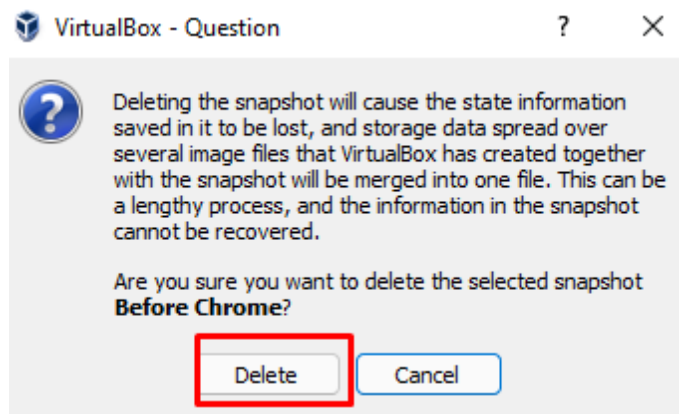 VirtualBox - Question
Deleting the snapshot will cause the state information
saved in it to be lost, and storage data spread over
several image files that VirtualBox has created together
with the snapshot will be merged into one file. This can be
a lengthy process, and the information in the snapshot
cannot be recovered.
Are you sure you want to delete the selected snapshot
Before Chrome?
Delete Cancel